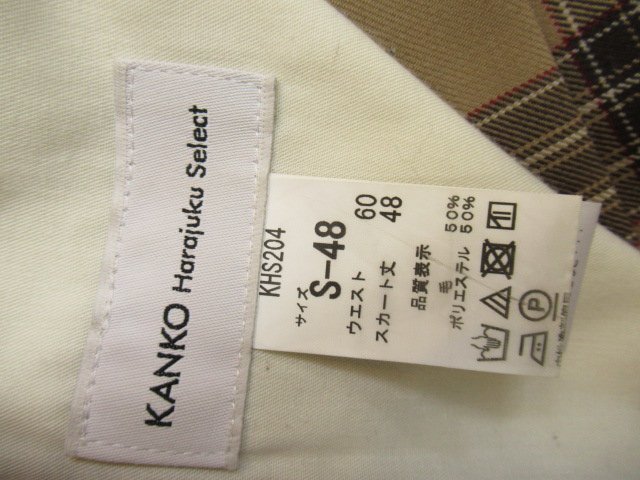 KANKO Harajuku Select
KHS204
サイズ
S-48
ウエスト 60
スカート丈 48
品質表示
毛 50%
ポリエステル 50%
P